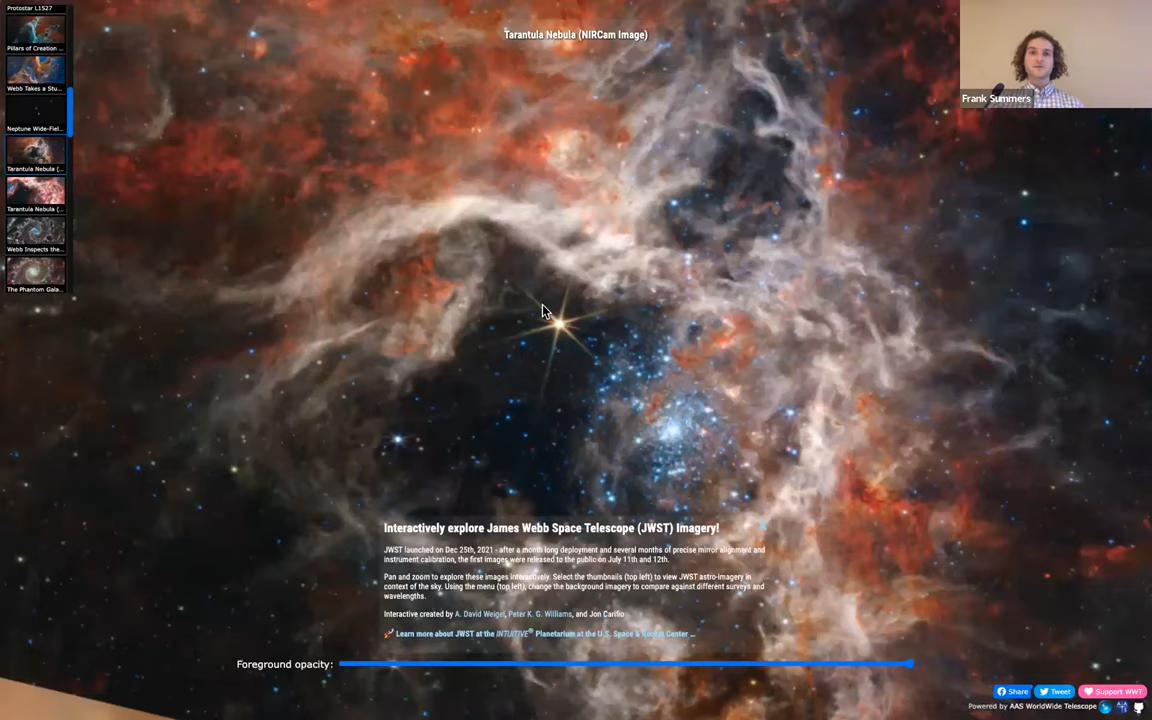 Protostar L1527
Pillars of Creation ...
Webb Takes a Stu...
Neptune Wide-Fiel...
Tarantula Nebula (...
Tarantula Nebula (...
Webb Inspects the...
The Phantom Gala...
Tarantula Nebula (NIRCam Image)
Frank Summers
Interactively explore James Webb Space Telescope (JWST) Imagery!
JWST launched on Dec 25th, 2021 - after a month long deployment and several months of precise mirror alignment and
instrument calibration, the first images were released to the public on July 11th and 12th.
Pan and zoom to explore these images interactively. Select the thumbnails (top left) to view JWST astro-imagery in
context of the sky. Using the menu (top left), change the background imagery to compare against different surveys and
wavelengths.
Interactive created by A. David Weigel, Peter K. G. Williams, and Jon Carifio
Learn more about JWST at the INTUITIVE® Planetarium at the U.S. Space & Rocket Center ...
Foreground opacity:
Share
Tweet
Support WWT
Powered by AAS WorldWide Telescope